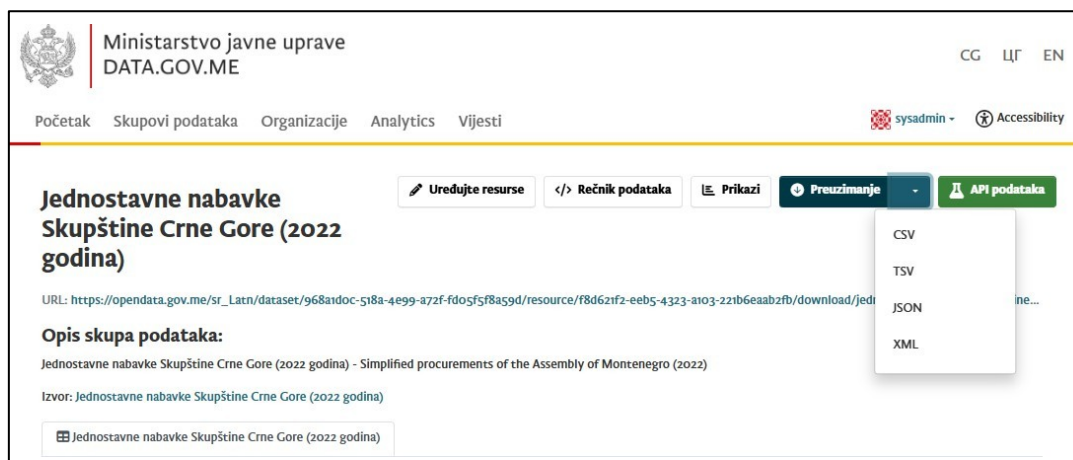 Ministarstvo javne uprave
DATA.GOV.ME
CG ЦГ EN
Početak Skupovi podataka Organizacije Analytics Vijesti
sysadmin Accessibility
Jednostavne nabavke
Skupštine Crne Gore (2022
godina)
Uređujte resurse </> Rečnik podataka Prikazi Preuzimanje API podataka
CSV
TSV
JSON
XML
URL: https://opendata.gov.me/sr_Latn/dataset/968a1d0c-518a-4e99-a72f-fd05f5f8a59d/resource/f8d621f2-eeb5-4323-a103-221b6eaab2fb/download/jed ine...
Opis skupa podataka:
Jednostavne nabavke Skupštine Crne Gore (2022 godina) - Simplified procurements of the Assembly of Montenegro (2022)
Izvor: Jednostavne nabavke Skupštine Crne Gore (2022 godina)
Jednostavne nabavke Skupštine Crne Gore (2022 godina)